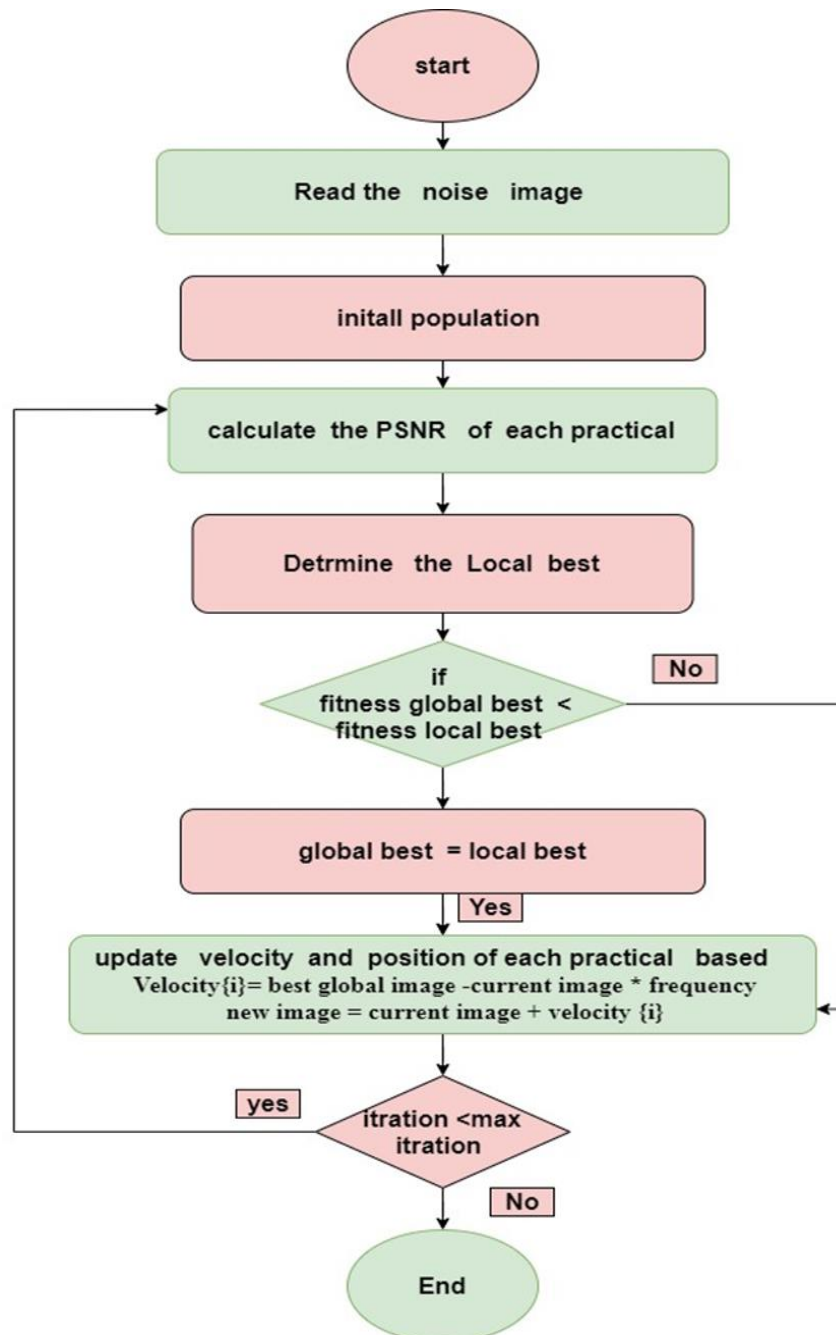 start
Read the noise image
initall population
calculate the PSNR of each practical
Detrmine the Local best
if
fitness global best <
fitness local best
No
global best = local best
Yes
update velocity and position of each practical based
Velocity{i}= best global image -current image * frequency
new image = current image + velocity {i}
yes
itration <max
itration
No
End